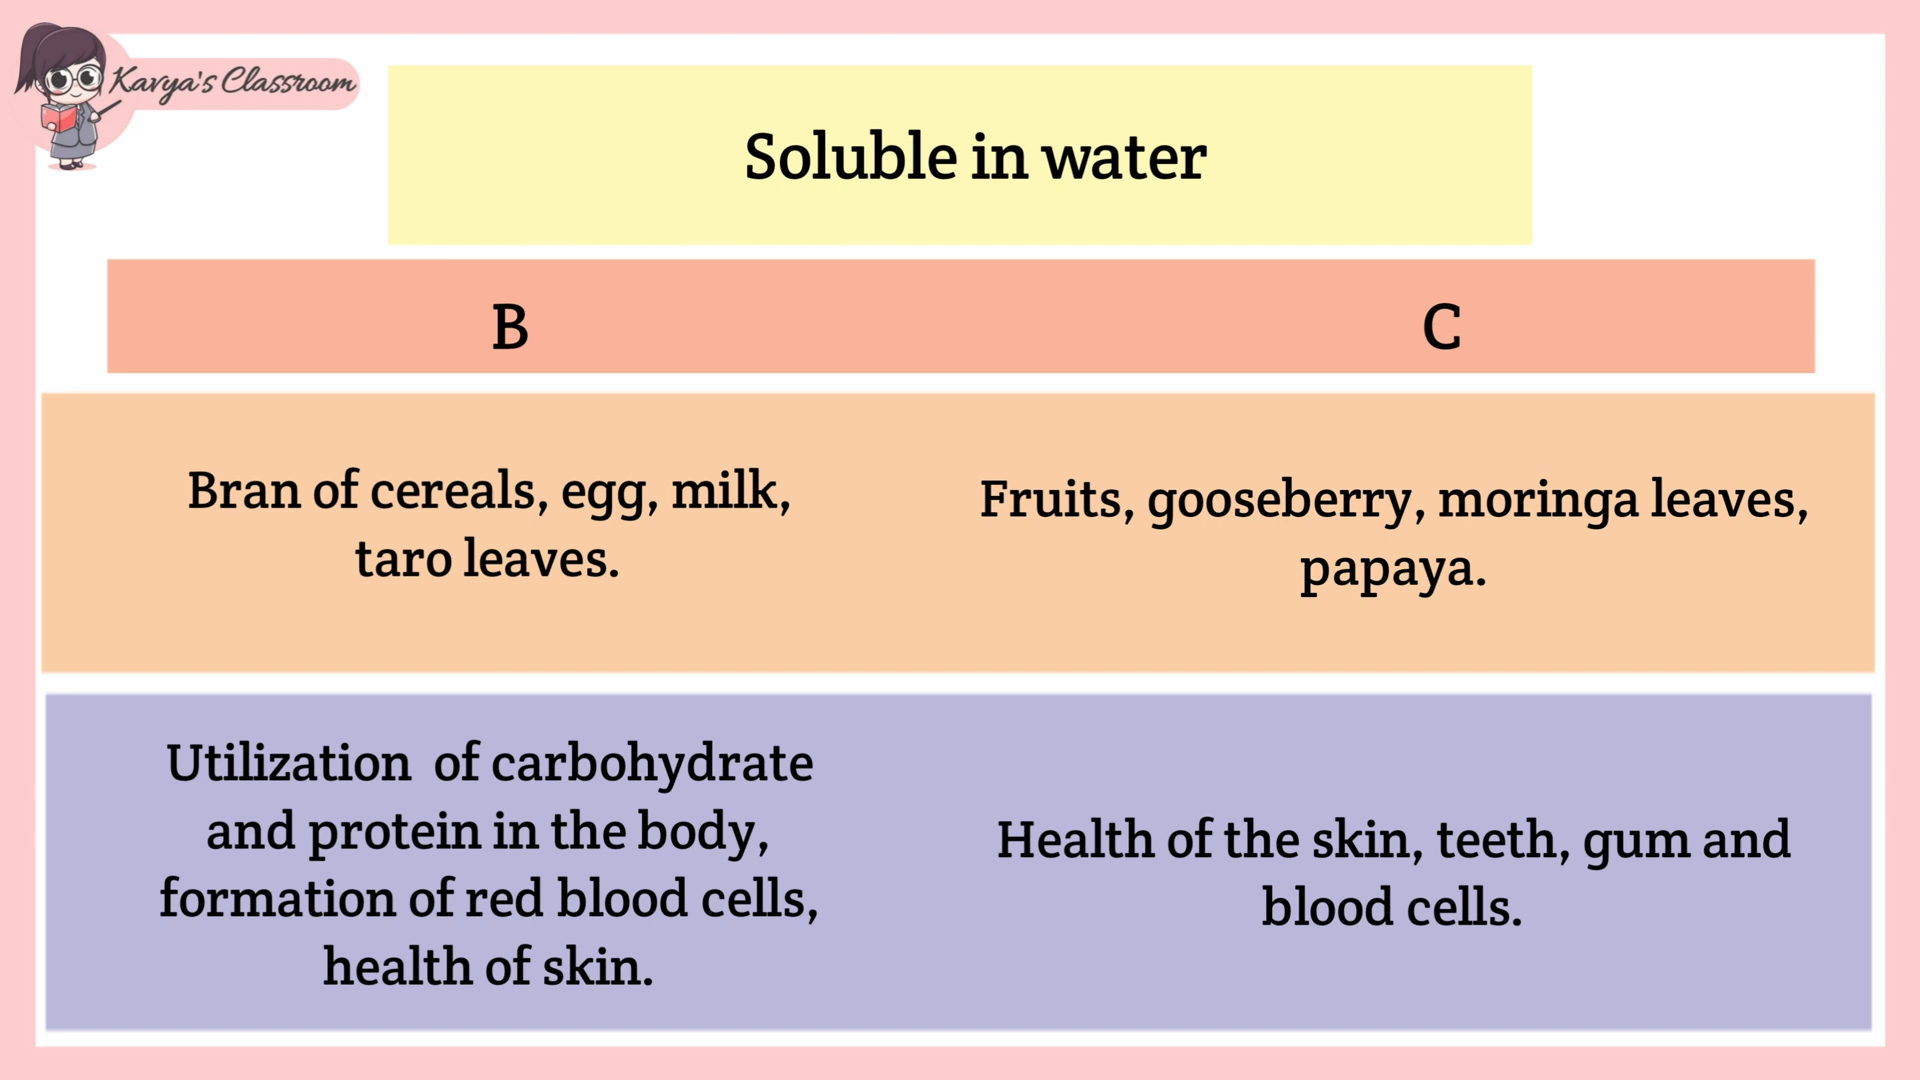 Kavya's Classroom
Soluble in water
B
C
Bran of cereals, egg, milk,
taro leaves.
Fruits, gooseberry, moringa leaves,
papaya.
Utilization of carbohydrate
and protein in the body,
formation of red blood cells,
health of skin.
Health of the skin, teeth, gum and
blood cells.